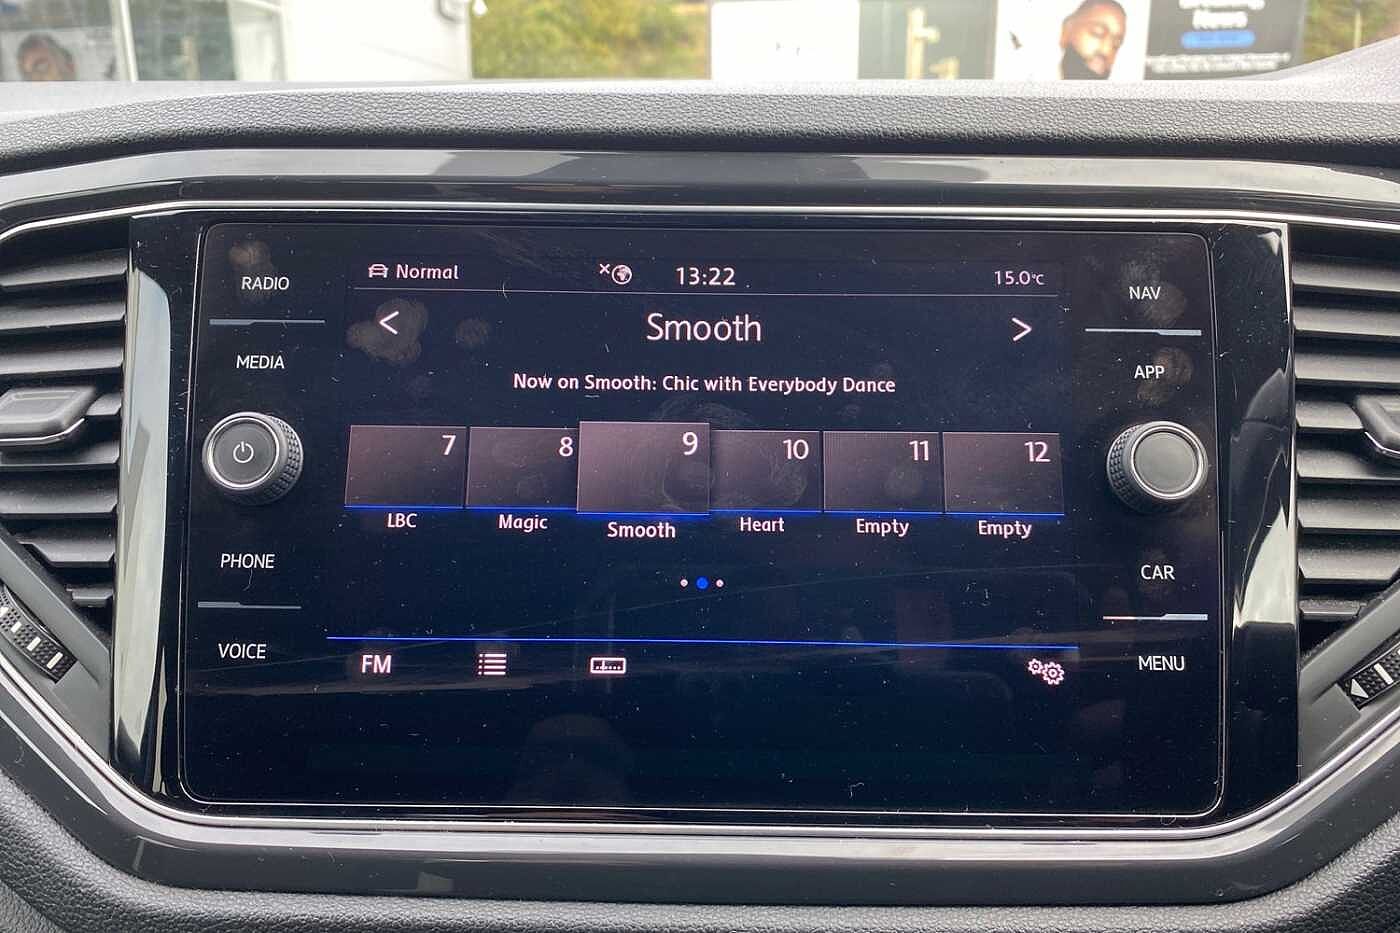 News
RADIO
MEDIA
PHONE
VOICE
Normal
13:22
15.0°C
< Smooth >
Now on Smooth: Chic with Everybody Dance
7 8 9 10 11 12
LBC Magic Smooth Heart Empty Empty
FM
NAV
APP
CAR
MENU